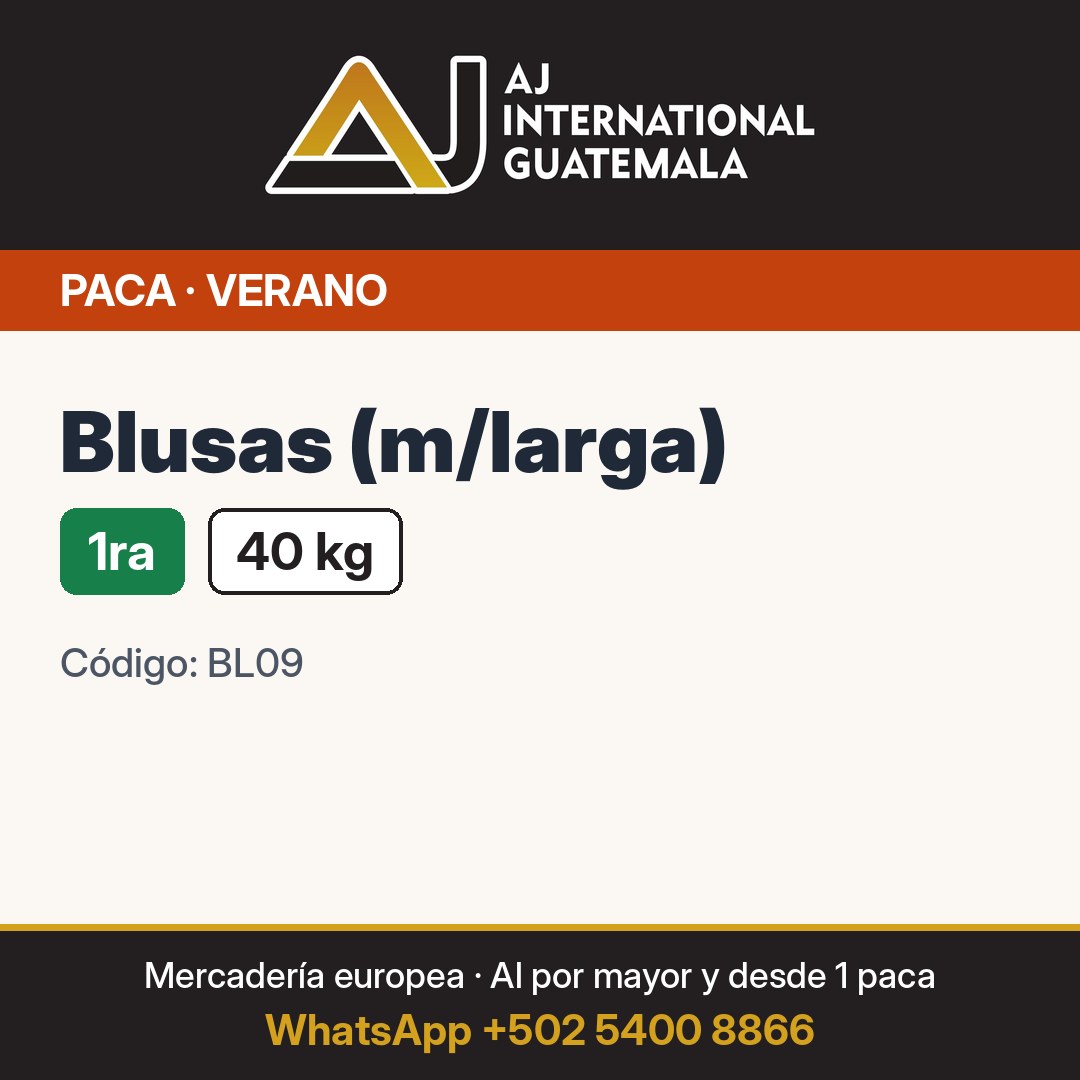 AJ
AJ
INTERNATIONAL
GUATEMALA
PACA · VERANO
Blusas (m/larga)
1ra
40 kg
Código: BL09
Mercadería europea · Al por mayor y desde 1 paca
WhatsApp +502 5400 8866